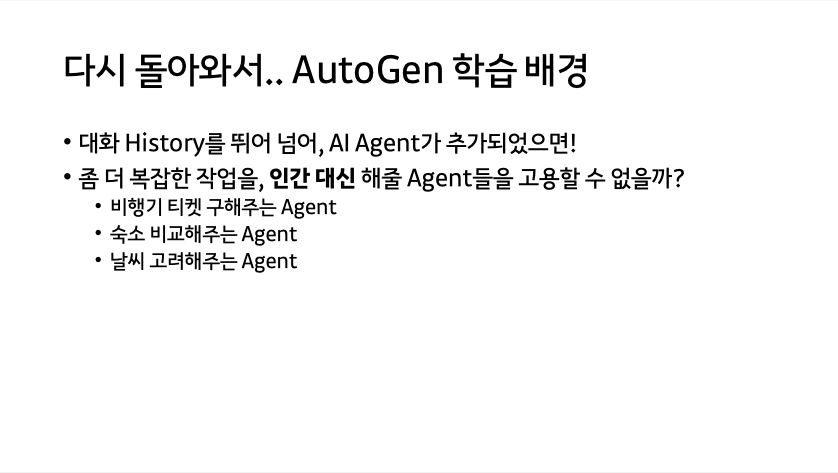 다시 돌아와서.. AutoGen 학습 배경
• 대화 History를 뛰어 넘어, AI Agent가 추가되었으면!
• 좀 더 복잡한 작업을, 인간 대신 해줄 Agent들을 고용할 수 없을까?
• 비행기 티켓 구해주는 Agent
• 숙소 비교해주는 Agent
• 날씨 고려해주는 Agent